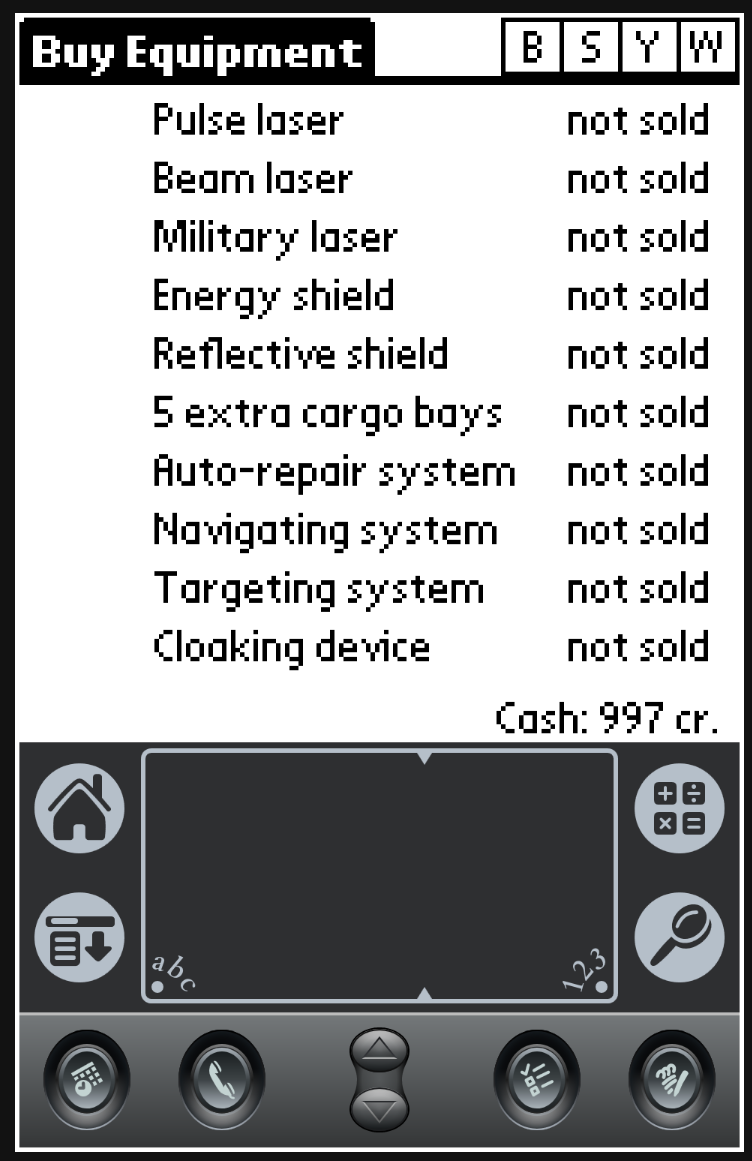 Buy Equipment B S Y W
Pulse laser not sold
Beam laser not sold
Military laser not sold
Energy shield not sold
Reflective shield not sold
5 extra cargo bays not sold
Auto-repair system not sold
Navigating system not sold
Targeting system not sold
Cloaking device not sold
Cash: 997 cr.
+ ÷
× =
abc 123